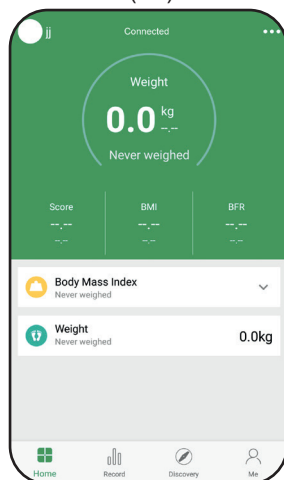 jj
Connected
Weight
0.0 kg
--.--
Never weighed
Score BMI BFR
--.-- --.-- --.--
--.-- --.-- --.--
Body Mass Index
Never weighed
Weight
Never weighed
0.0kg
Home Record Discovery Me